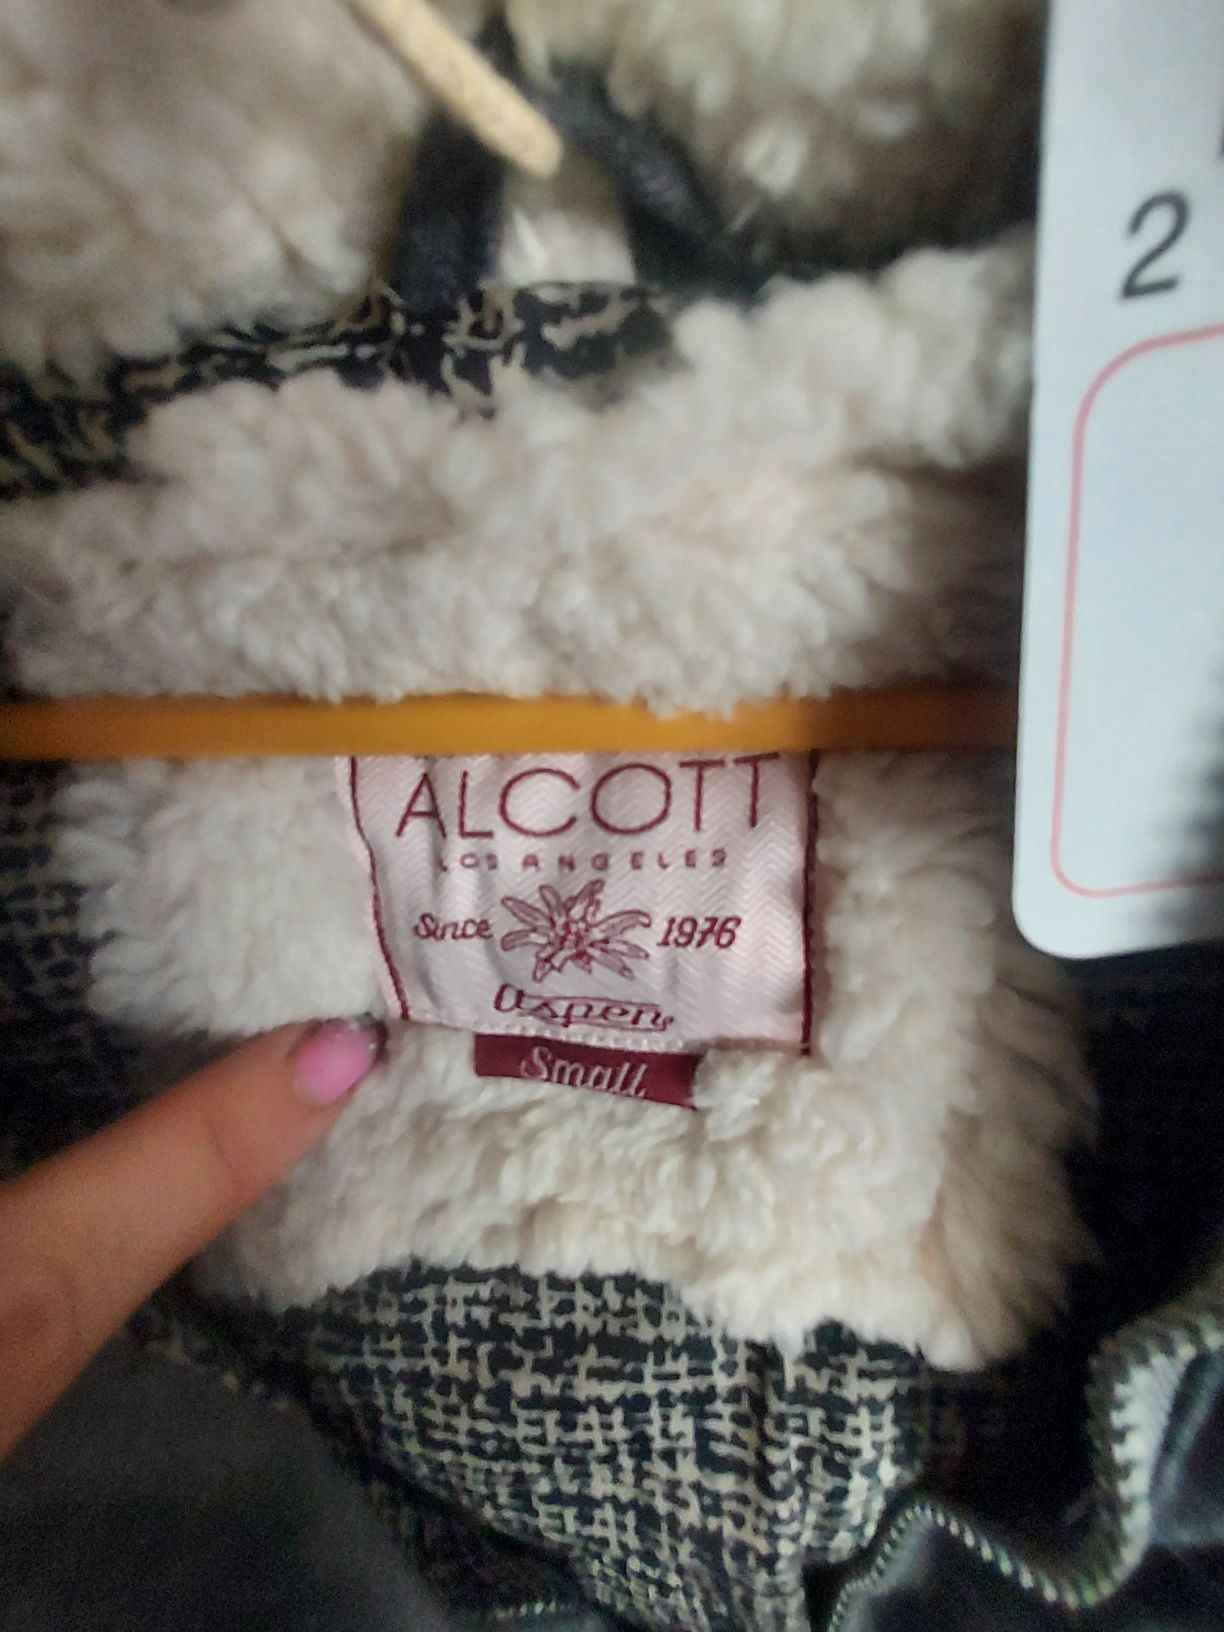 2
ALCOTT
LOS ANGELES
Since 1976
aspen
Small